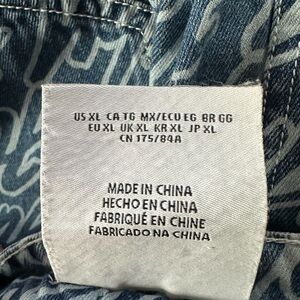 US XL CA TG MX/ECU EG BR GG
EU XL UK XL KR XL JP XL
CN 175/84A
MADE IN CHINA
HECHO EN CHINA
FABRIQUÉ EN CHINE
FABRICADO NA CHINA